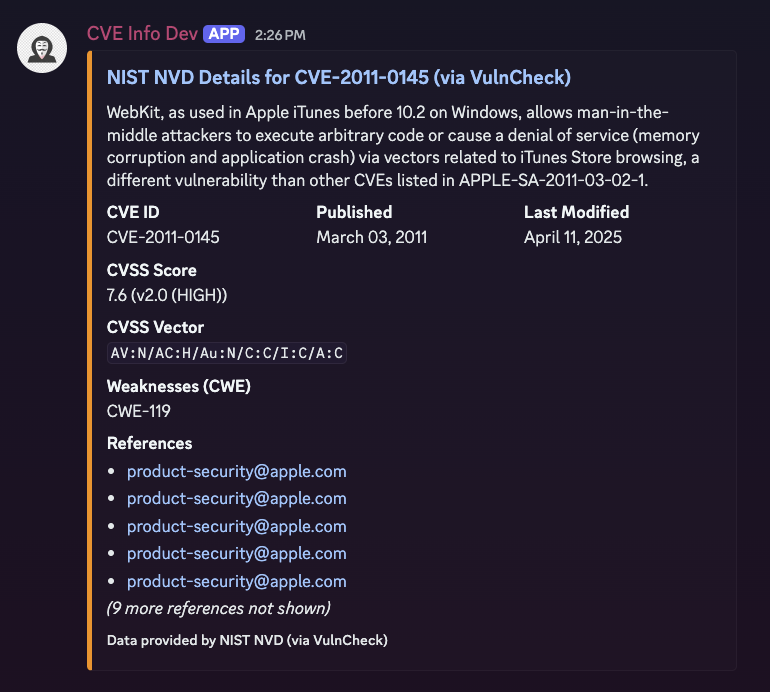 CVE Info Dev APP 2:26 PM
NIST NVD Details for CVE-2011-0145 (via VulnCheck)
WebKit, as used in Apple iTunes before 10.2 on Windows, allows man-in-the-
middle attackers to execute arbitrary code or cause a denial of service (memory
corruption and application crash) via vectors related to iTunes Store browsing, a
different vulnerability than other CVEs listed in APPLE-SA-2011-03-02-1.
CVE ID Published Last Modified
CVE-2011-0145 March 03, 2011 April 11, 2025
CVSS Score
7.6 (v2.0 (HIGH))
CVSS Vector
AV:N/AC:H/Au:N/C:C/I:C/A:C
Weaknesses (CWE)
CWE-119
References
• product-security@apple.com
• product-security@apple.com
• product-security@apple.com
• product-security@apple.com
• product-security@apple.com
(9 more references not shown)
Data provided by NIST NVD (via VulnCheck)